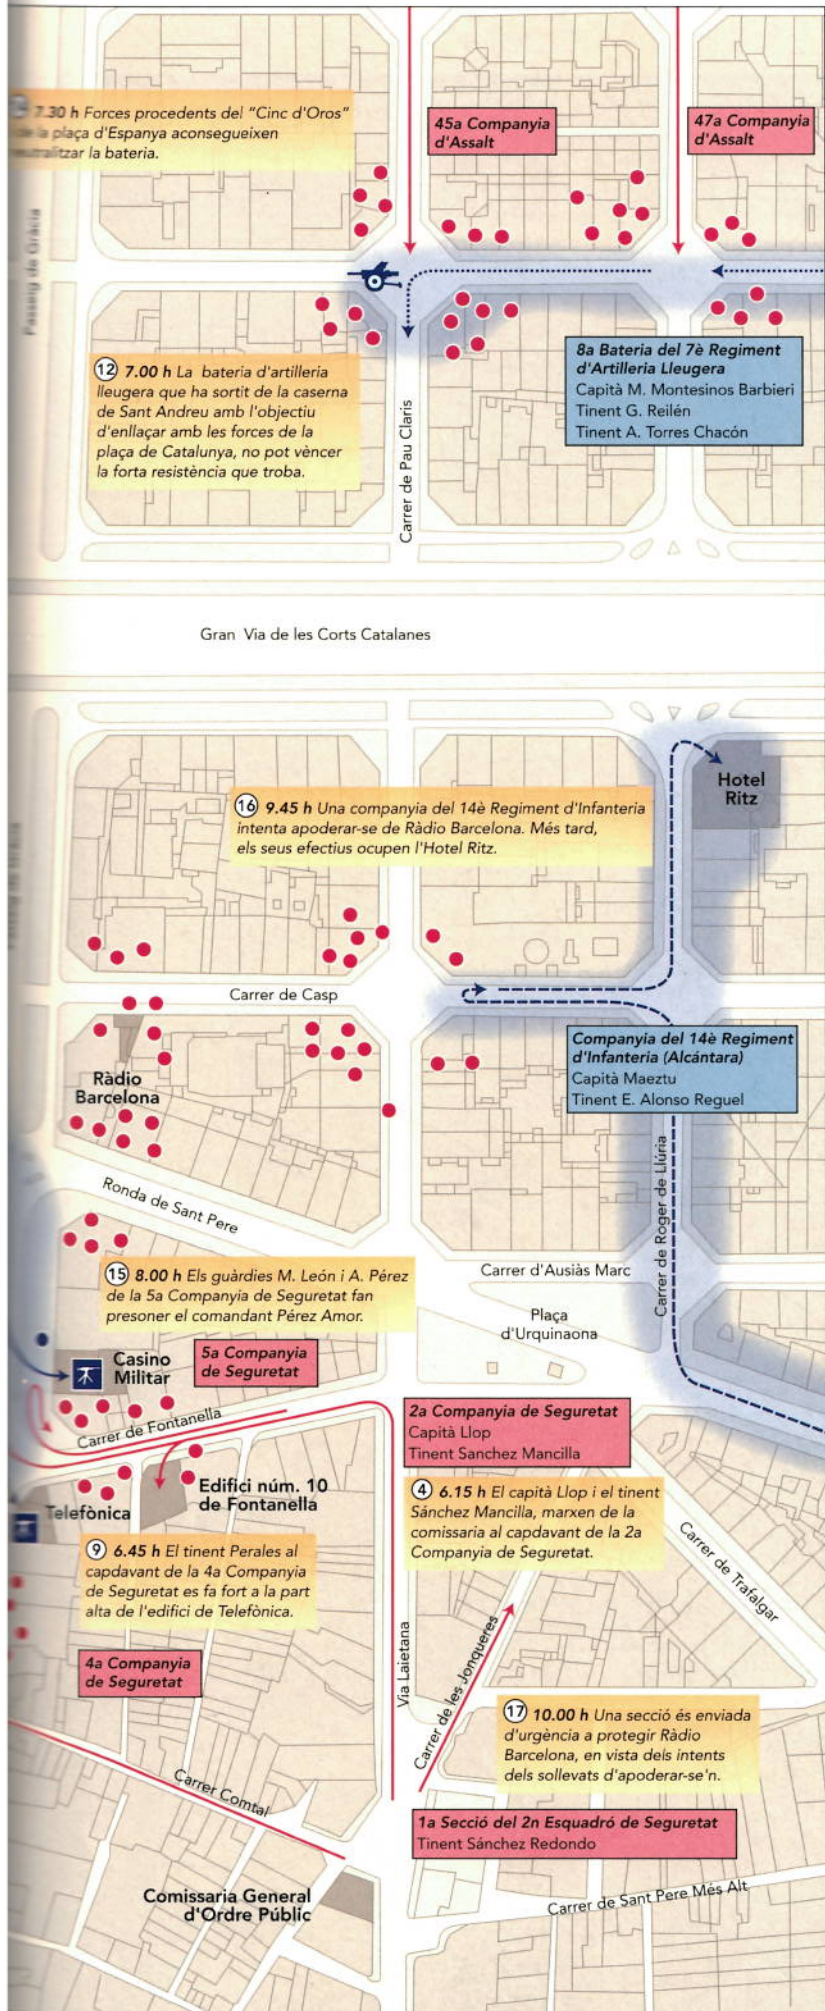 7.30 h Forces procedents del "Cinc d'Oros"
de la plaça d'Espanya aconsegueixen
neutralitzar la bateria.
45a Companyia
d'Assalt
47a Companyia
d'Assalt
Passeig de Gràcia
12 7.00 h La bateria d'artilleria
lleugera que ha sortit de la caserna
de Sant Andreu amb l'objectiu
d'enllaçar amb les forces de la
plaça de Catalunya, no pot vèncer
la forta resistència que troba.
8a Bateria del 7è Regiment
d'Artilleria Lleugera
Capità M. Montesinos Barbieri
Tinent G. Reilén
Tinent A. Torres Chacón
Carrer de Pau Claris
Gran Via de les Corts Catalanes
Hotel
Ritz
16 9.45 h Una companyia del 14è Regiment d'Infanteria
intenta apoderar-se de Ràdio Barcelona. Més tard,
els seus efectius ocupen l'Hotel Ritz.
Carrer de Casp
Companyia del 14è Regiment
d'Infanteria (Alcántara)
Capità Maeztu
Tinent E. Alonso Reguel
Ràdio
Barcelona
Ronda de Sant Pere
Carrer de Roger de Llúria
15 8.00 h Els guàrdies M. León i A. Pérez
de la 5a Companyia de Seguretat fan
presoner el comandant Pérez Amor.
Carrer d'Ausiàs Marc
Plaça
d'Urquinaona
Casino
Militar
5a Companyia
de Seguretat
Carrer de Fontanella
2a Companyia de Seguretat
Capità Llop
Tinent Sanchez Mancilla
Telefònica
Edifici núm. 10
de Fontanella
4 6.15 h El capità Llop i el tinent
Sánchez Mancilla, marxen de la
comissaria al capdavant de la 2a
Companyia de Seguretat.
9 6.45 h El tinent Perales al
capdavant de la 4a Companyia
de Seguretat es fa fort a la part
alta de l'edifici de Telefònica.
Carrer de Trafalgar
4a Companyia
de Seguretat
Via Laietana
Carrer de les Jonqueres
17 10.00 h Una secció és enviada
d'urgència a protegir Ràdio
Barcelona, en vista dels intents
dels sollevats d'apoderar-se'n.
Carrer Comtal
1a Secció del 2n Esquadró de Seguretat
Tinent Sánchez Redondo
Comissaria General
d'Ordre Públic
Carrer de Sant Pere Més Alt